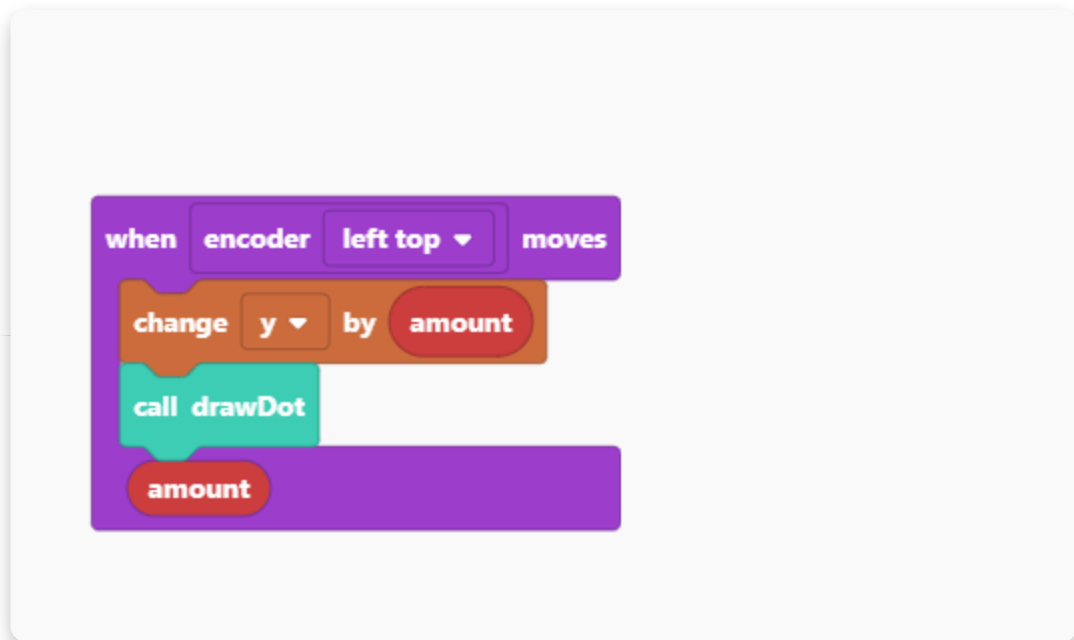 when encoder left top moves
change y by amount
call drawDot
amount